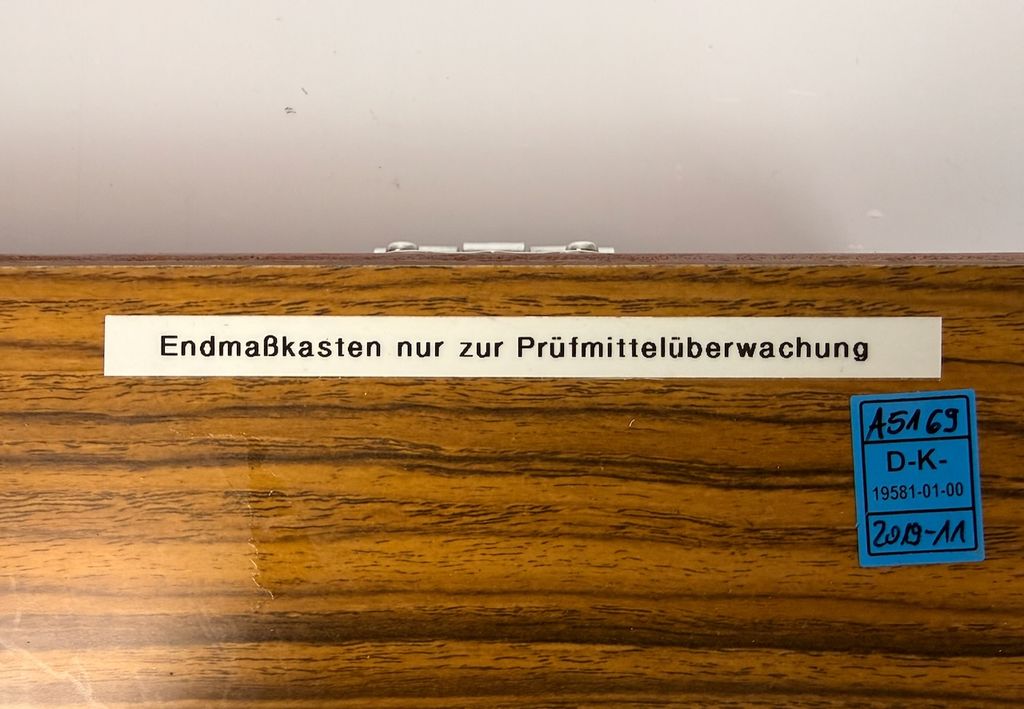 Endmaßkasten nur zur Prüfmittelüberwachung
A5169
D-K-
19581-01-00
2019-11